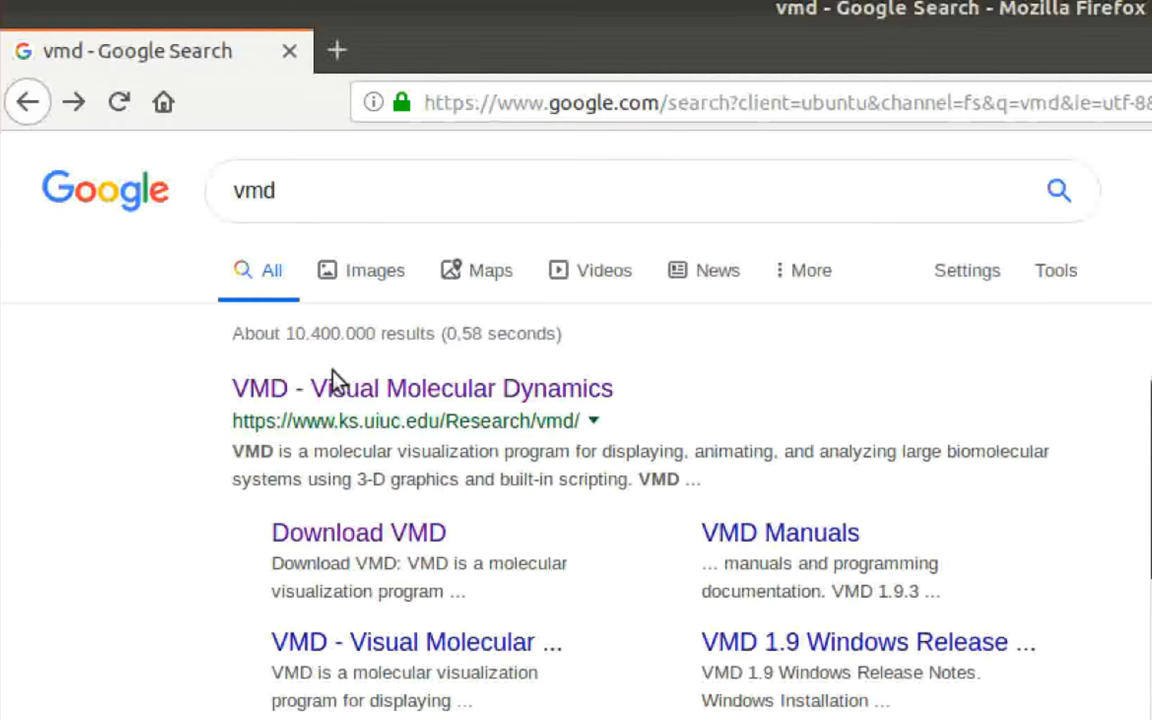 vmd - Google Search - Mozilla Firefox
vmd - Google Search
https://www.google.com/search?client=ubuntu&channel=fs&q=vmd&ie=utf-8&
Google
vmd
All Images Maps Videos News More Settings Tools
About 10.400.000 results (0,58 seconds)
VMD - Visual Molecular Dynamics
https://www.ks.uiuc.edu/Research/vmd/
VMD is a molecular visualization program for displaying, animating, and analyzing large biomolecular
systems using 3-D graphics and built-in scripting. VMD ...
Download VMD
Download VMD: VMD is a molecular
visualization program ...
VMD Manuals
... manuals and programming
documentation. VMD 1.9.3 ...
VMD - Visual Molecular ...
VMD is a molecular visualization
program for displaying ...
VMD 1.9 Windows Release ...
VMD 1.9 Windows Release Notes.
Windows Installation ...